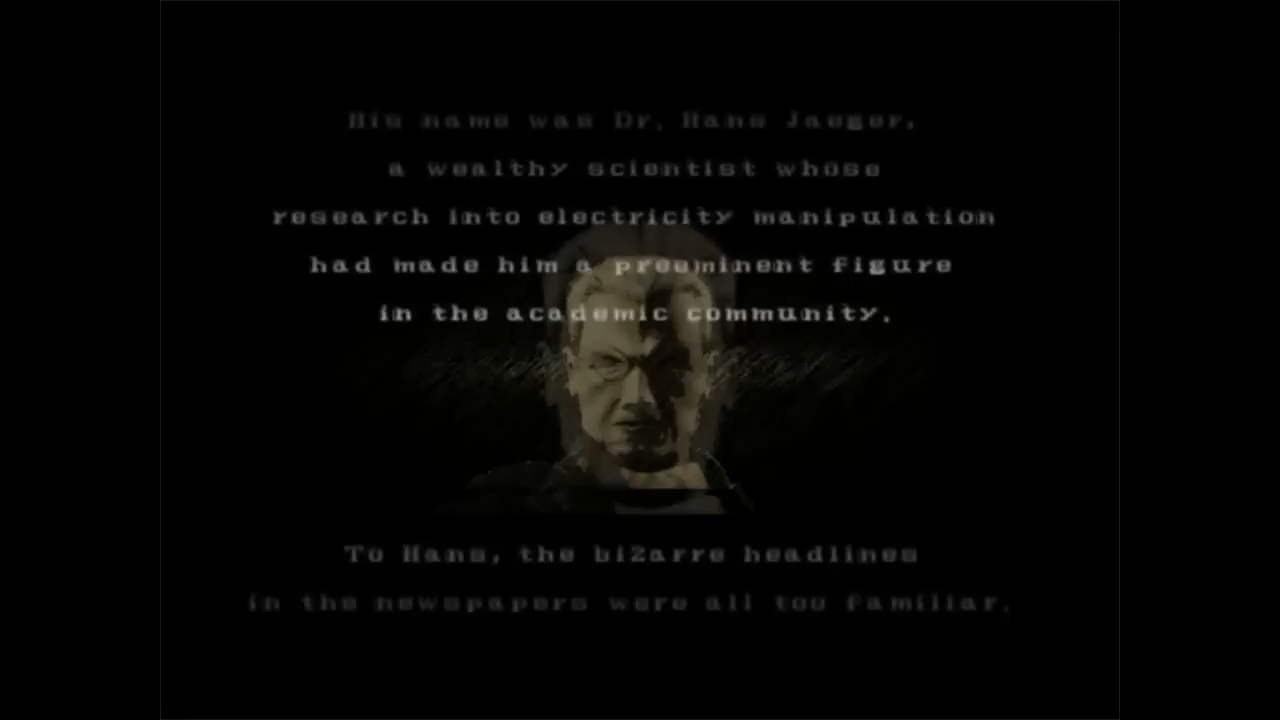 His name was Dr. Hans Jaeger,
a wealthy scientist whose
research into electricity manipulation
had made him a preeminent figure
in the academic community.
To Hans, the bizarre headlines
in the newspapers were all too familiar.